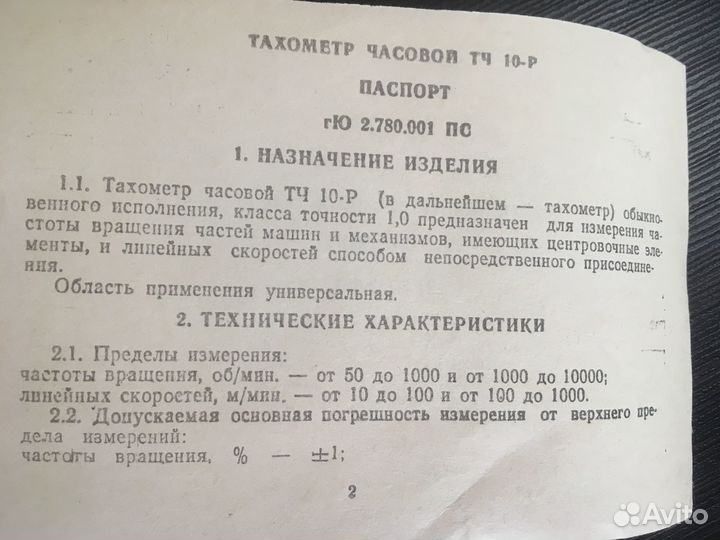 ТАХОМЕТР ЧАСОВОЙ ТЧ 10-Р
ПАСПОРТ
гЮ 2.780.001 ПС
1. НАЗНАЧЕНИЕ ИЗДЕЛИЯ
1.1. Тахометр часовой ТЧ 10-Р (в дальнейшем — тахометр) обыкно-
венного исполнения, класса точности 1,0 предназначен для измерения ча-
стоты вращения частей машин и механизмов, имеющих центровочные эле-
менты, и линейных скоростей способом непосредственного присоедине-
ния.
Область применения универсальная.
2. ТЕХНИЧЕСКИЕ ХАРАКТЕРИСТИКИ
2.1. Пределы измерения:
частоты вращения, об/мин. — от 50 до 1000 и от 1000 до 10000;
линейных скоростей, м/мин. — от 10 до 100 и от 100 до 1000.
2.2. Допускаемая основная погрешность измерения от верхнего пре-
дела измерений:
частоты вращения, % — ±1;
2
Avito